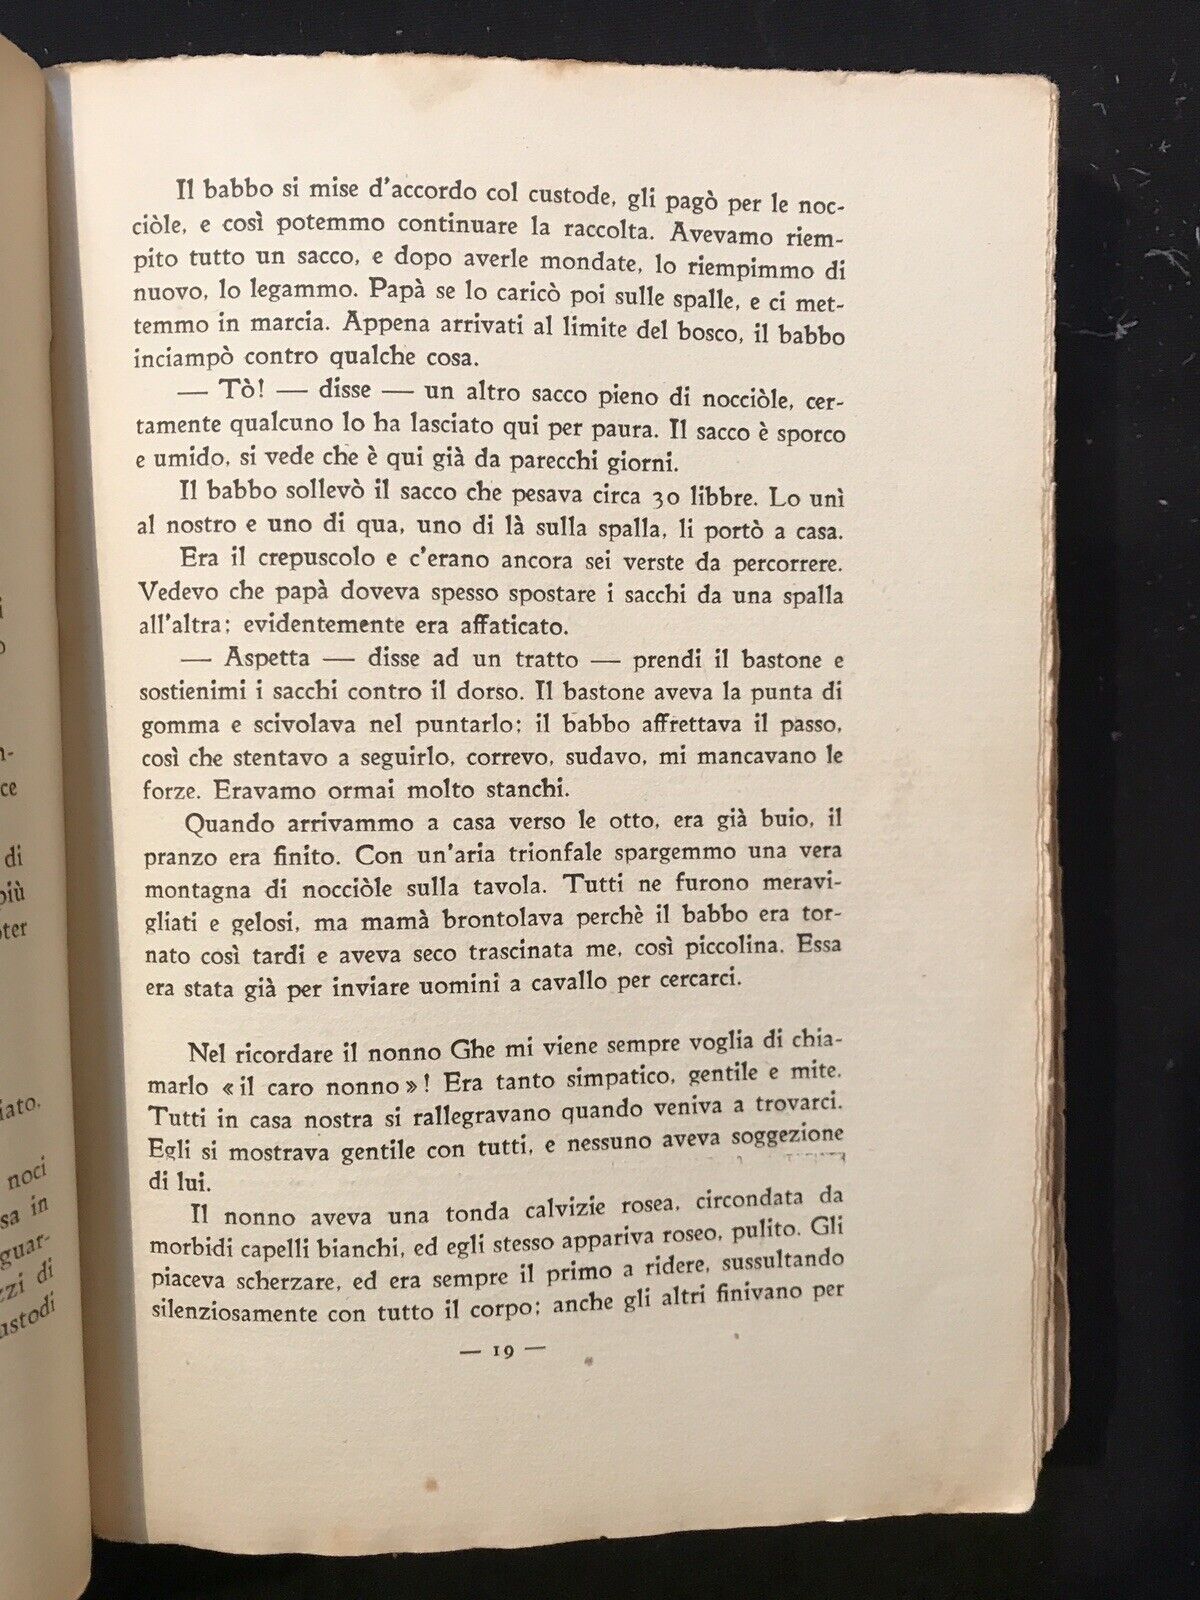 Il babbo si mise d'accordo col custode, gli pagò per le noc-
ciòle, e così potemmo continuare la raccolta. Avevamo riem-
pito tutto un sacco, e dopo averle mondate, lo riempimmo di
nuovo, lo legammo. Papà se lo caricò poi sulle spalle, e ci met-
temmo in marcia. Appena arrivati al limite del bosco, il babbo
inciampò contro qualche cosa.
— Tò! — disse — un altro sacco pieno di nocciòle, cer-
tamente qualcuno lo ha lasciato qui per paura. Il sacco è sporco
e umido, si vede che è qui già da parecchi giorni.
Il babbo sollevò il sacco che pesava circa 30 libbre. Lo unì
al nostro e uno di qua, uno di là sulla spalla, li portò a casa.
Era il crepuscolo e c'erano ancora sei verste da percorrere.
Vedevo che papà doveva spesso spostare i sacchi da una spalla
all'altra; evidentemente era affaticato.
— Aspetta — disse ad un tratto — prendi il bastone e
sostienimi i sacchi contro il dorso. Il bastone aveva la punta di
gomma e scivolava nel puntarlo; il babbo affrettava il passo,
così che stentavo a seguirlo, correvo, sudavo, mi mancavano le
forze. Eravamo ormai molto stanchi.
Quando arrivammo a casa verso le otto, era già buio, il
pranzo era finito. Con un'aria trionfale spargemmo una vera
montagna di nocciòle sulla tavola. Tutti ne furono meravi-
gliati e gelosi, ma mamà brontolava perchè il babbo era tor-
nato così tardi e aveva seco trascinata me, così piccolina. Essa
era stata già per inviare uomini a cavallo per cercarci.
Nel ricordare il nonno Ghe mi viene sempre voglia di chia-
marlo « il caro nonno » ! Era tanto simpatico, gentile e mite.
Tutti in casa nostra si rallegravano quando veniva a trovarci.
Egli si mostrava gentile con tutti, e nessuno aveva soggezione
di lui.
Il nonno aveva una tonda calvizie rosea, circondata da
morbidi capelli bianchi, ed egli stesso appariva roseo, pulito. Gli
piaceva scherzare, ed era sempre il primo a ridere, sussultando
silenziosamente con tutto il corpo; anche gli altri finivano per
— 19 —
di
più
noci